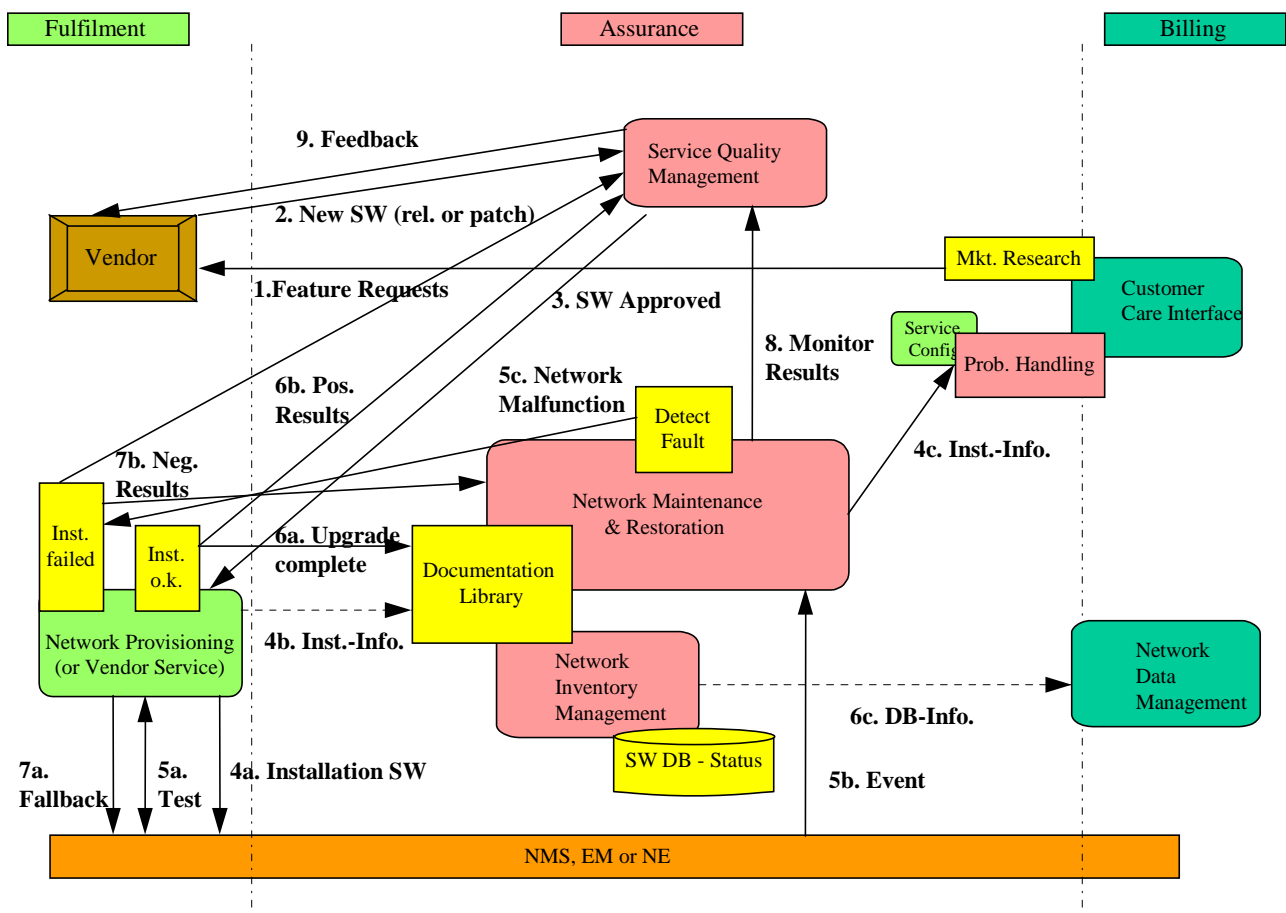 Fulfilment
Assurance
Billing
9. Feedback
Service Quality
Management
2. New SW (rel. or patch)
Vendor
Mkt. Research
1.Feature Requests
3. SW Approved
Customer
Care Interface
Service
Config
Prob. Handling
8. Monitor
Results
6b. Pos.
Results
5c. Network
Malfunction
Detect
Fault
4c. Inst.-Info.
7b. Neg.
Results
Network Maintenance
& Restoration
Inst.
failed
Inst.
o.k.
6a. Upgrade
complete
Documentation
Library
4b. Inst.-Info.
Network Provisioning
(or Vendor Service)
Network
Inventory
Management
Network
Data
Management
6c. DB-Info.
SW DB - Status
7a.
Fallback
5a.
Test
4a. Installation SW
5b. Event
NMS, EM or NE